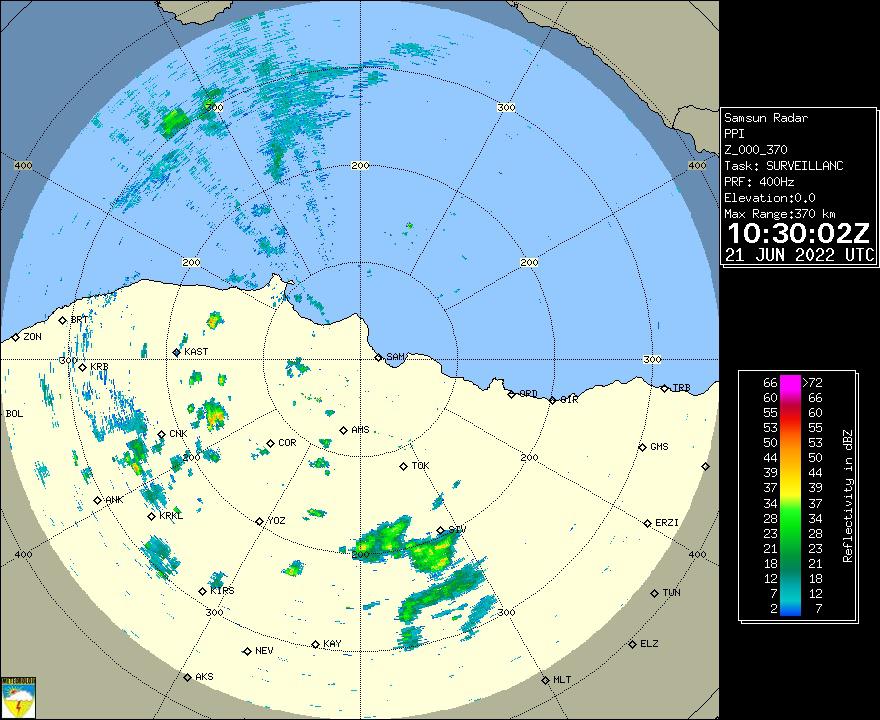 Samsun Radar
PPI
Z_000_370
Task: SURVEILLANC
PRF: 400Hz
Elevation:0.0
Max Range:370 km
10:30:02Z
21 JUN 2022 UTC
300
300
400
200
400
200
200
BRT
ZON
KAST
SAM
300
300
KRB
TRB
ORD
GIR
BOL
AMS
CNK
COR
GMS
200
200
TOK
ANK
KRKL
YOZ
SIV
ERZI
400
200
400
KIRS
TUN
300
300
KAY
ELZ
NEV
AKS
MLT
66 >72
60 66
55 60
53 55
50 53
44 50
39 44
37 39
34 37
28 34
23 28
21 23
18 21
12 18
7 12
2 7
Reflectivity in dBZ